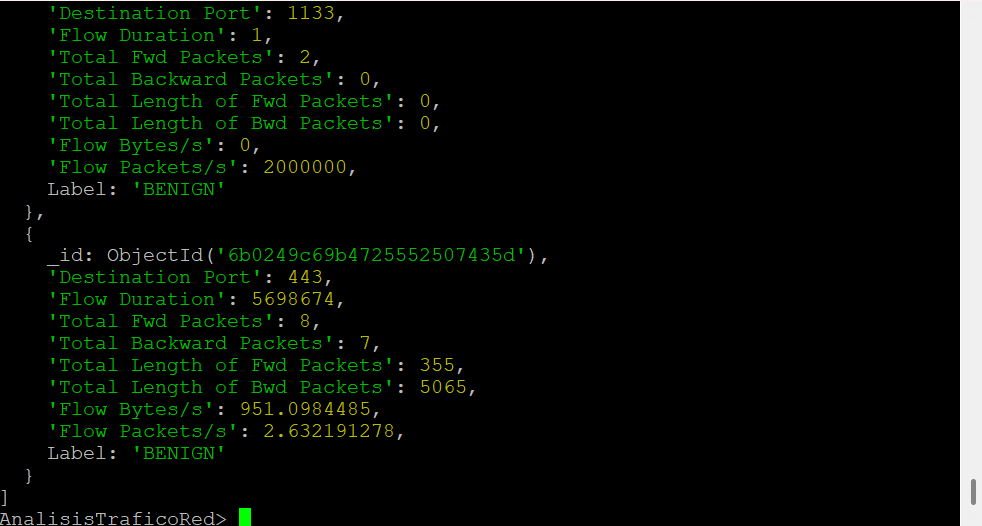 'Destination Port': 1133,
'Flow Duration': 1,
'Total Fwd Packets': 2,
'Total Backward Packets': 0,
'Total Length of Fwd Packets': 0,
'Total Length of Bwd Packets': 0,
'Flow Bytes/s': 0,
'Flow Packets/s': 2000000,
Label: 'BENIGN'
},
{
_id: ObjectId('6b0249c69b4725552507435d'),
'Destination Port': 443,
'Flow Duration': 5698674,
'Total Fwd Packets': 8,
'Total Backward Packets': 7,
'Total Length of Fwd Packets': 355,
'Total Length of Bwd Packets': 5065,
'Flow Bytes/s': 951.0984485,
'Flow Packets/s': 2.632191278,
Label: 'BENIGN'
}
]
AnalisisTraficoRed>